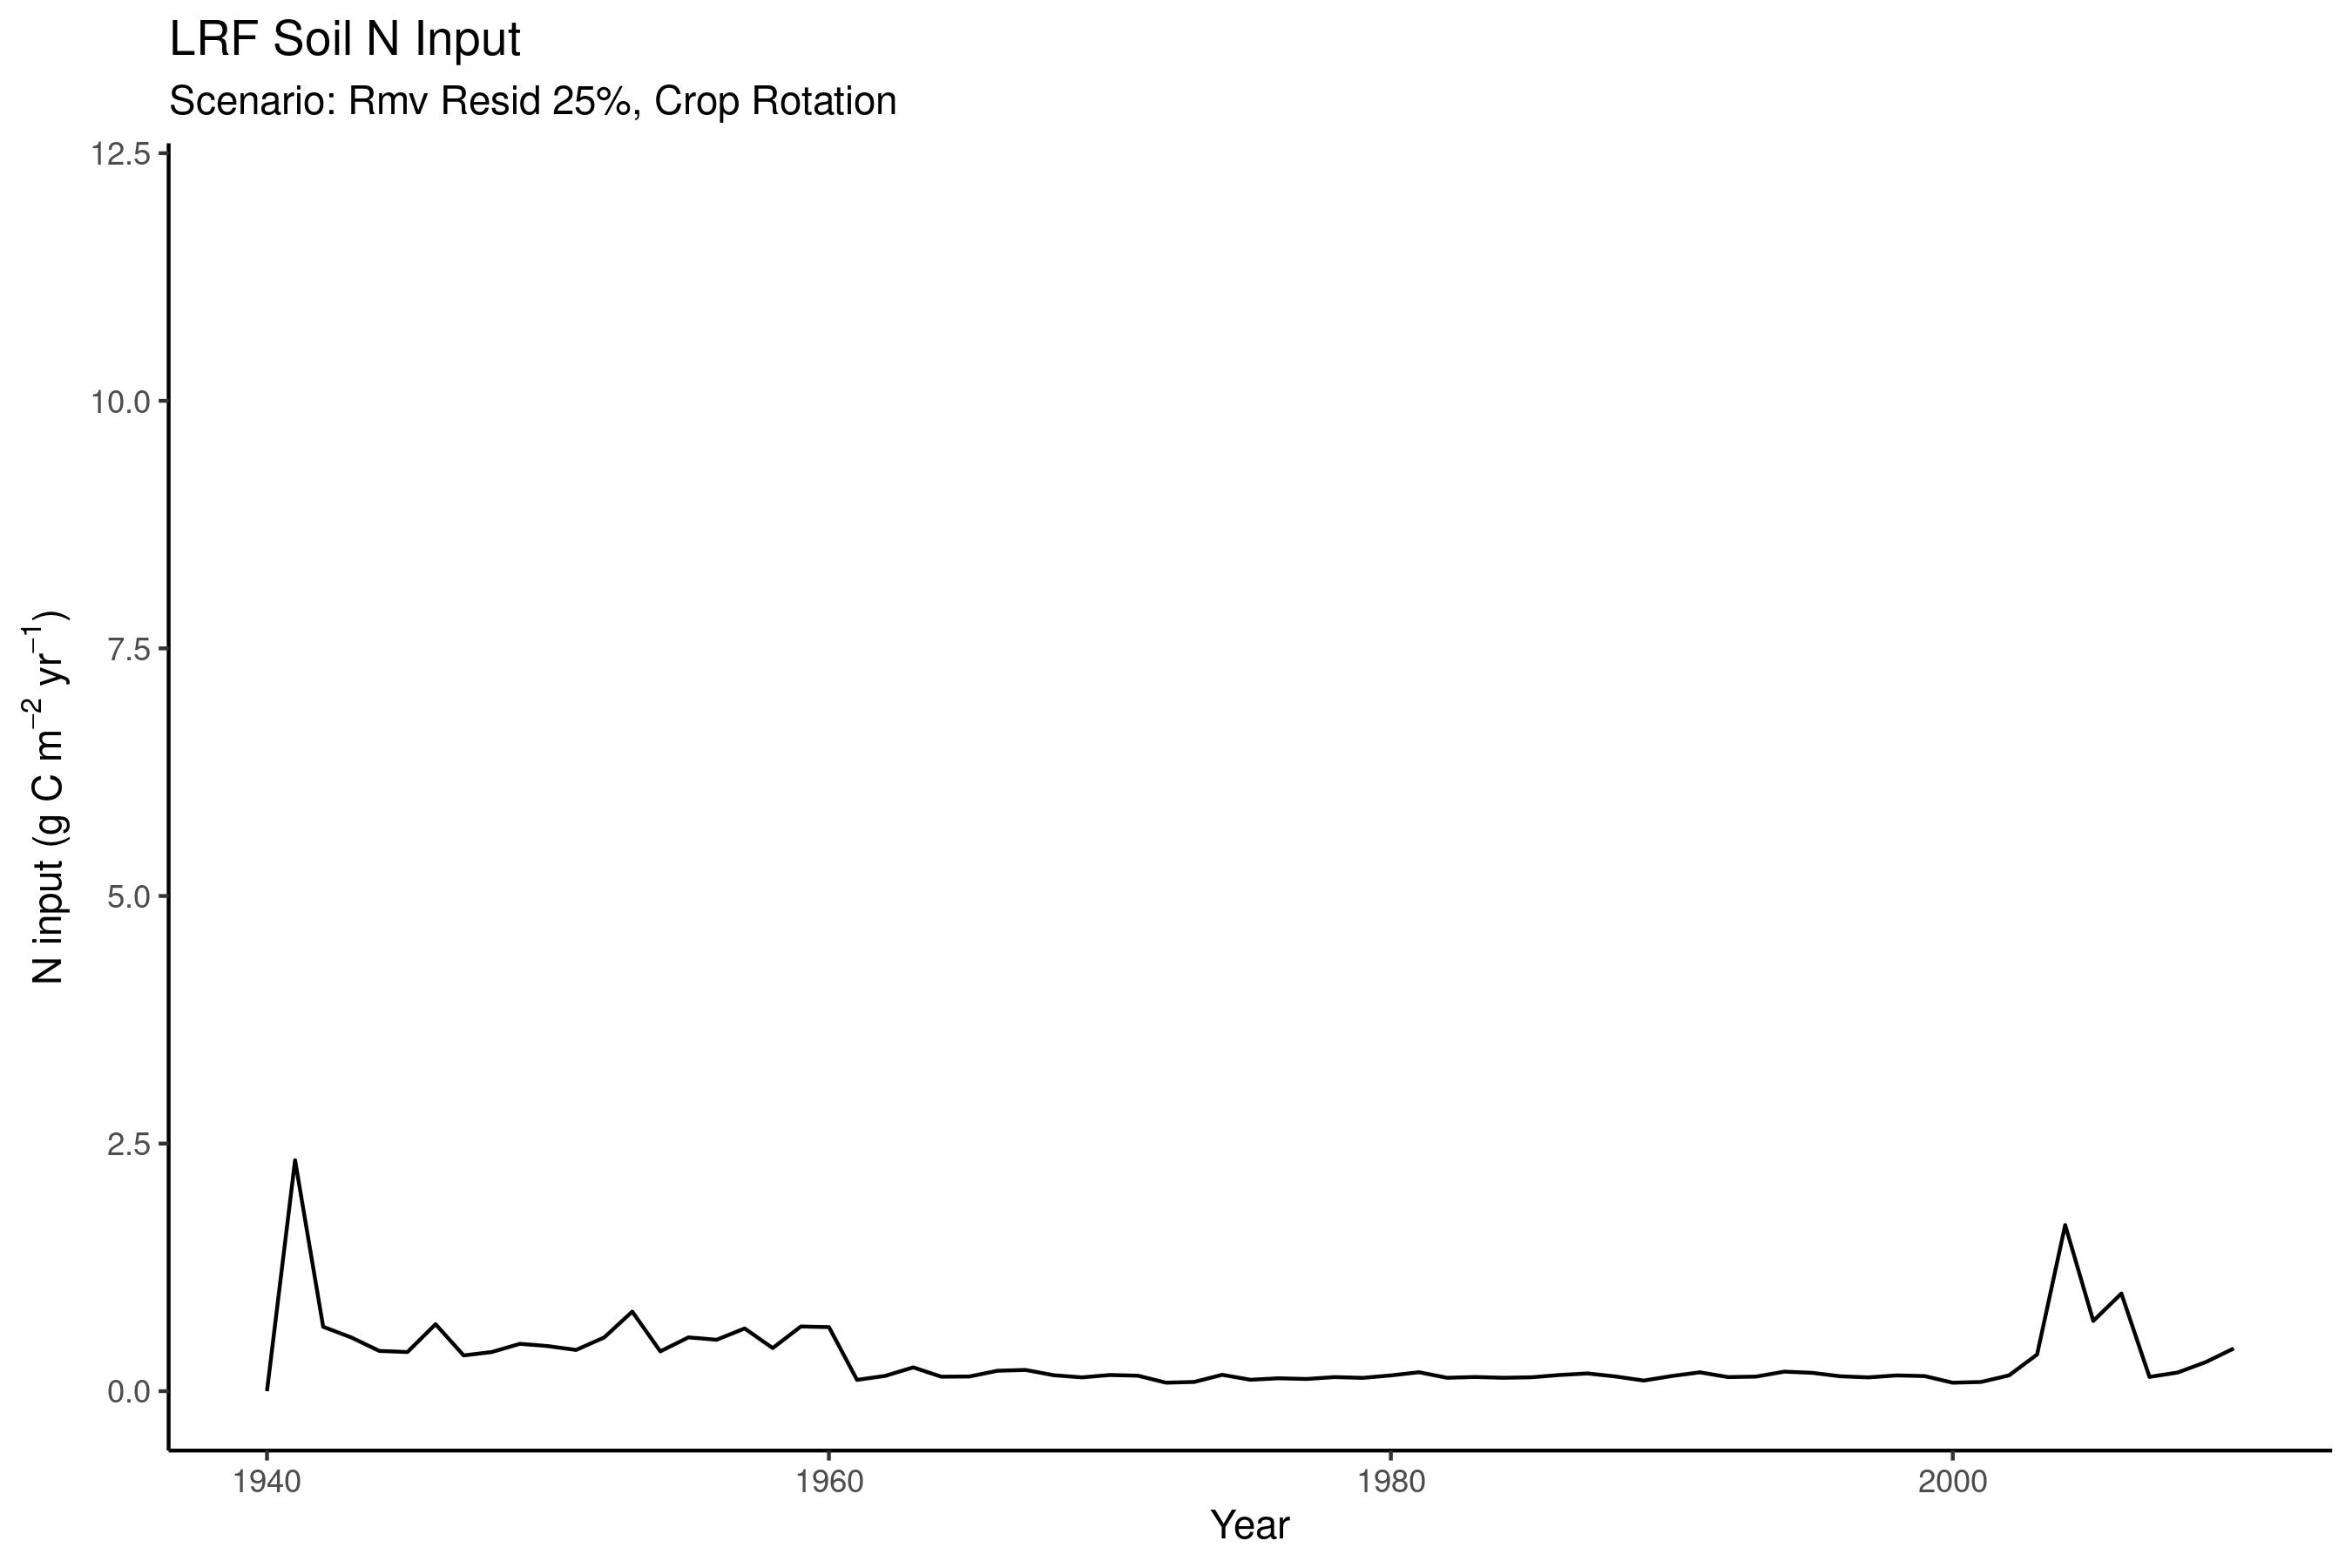 LRF Soil N Input
Scenario: Rmv Resid 25%, Crop Rotation
N input (g C m⁻² yr⁻¹)
12.5
10.0
7.5
5.0
2.5
0.0
1940 1960 1980 2000
Year